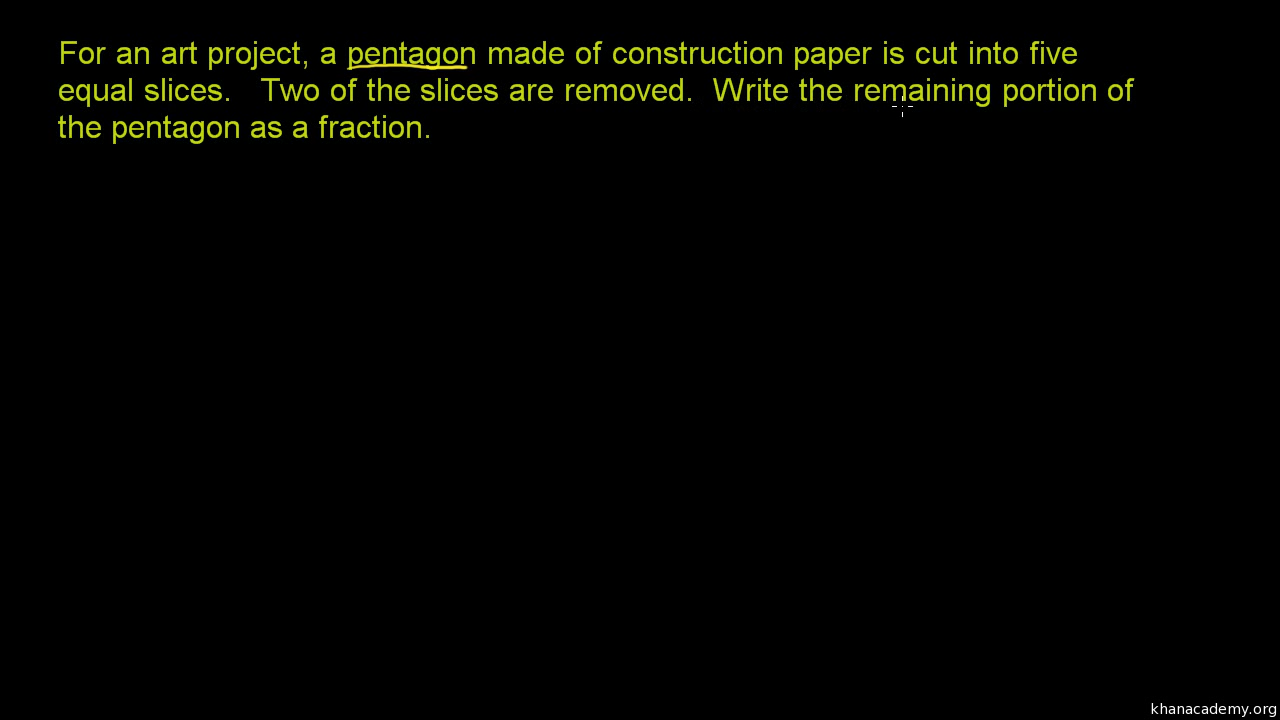 For an art project, a pentagon made of construction paper is cut into five
equal slices. Two of the slices are removed. Write the remaining portion of
the pentagon as a fraction.
khanacademy.org